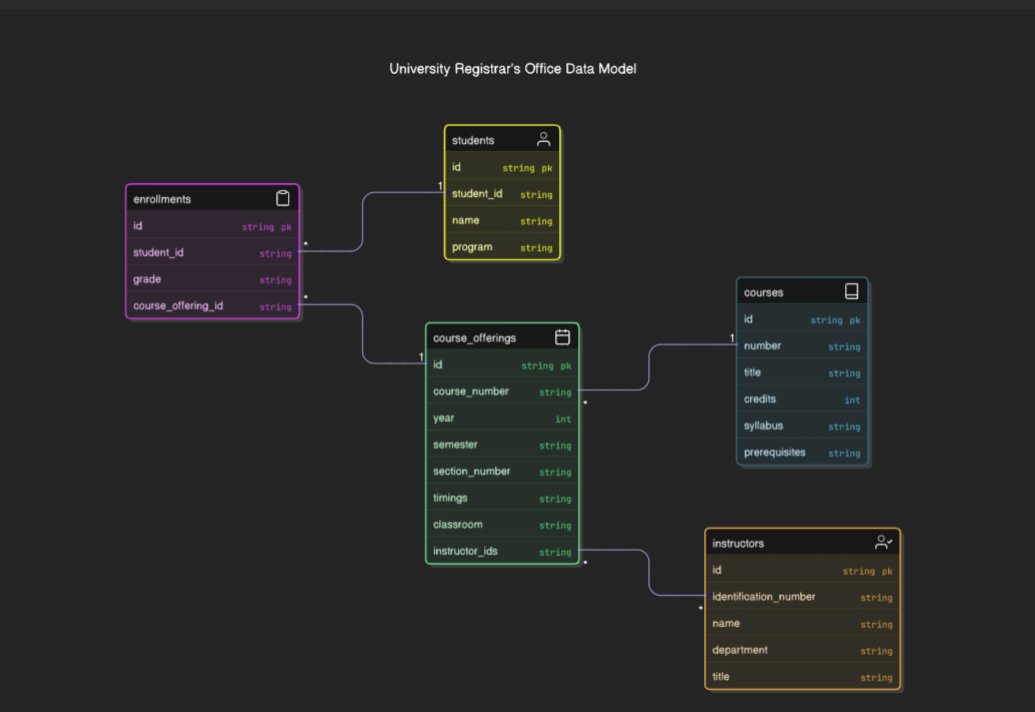 University Registrar's Office Data Model
students
id string pk
student_id string
name string
program string
1
enrollments
id string pk
student_id string
grade string
course_offering_id string
*
*
course_offerings
id string pk
course_number string
year int
semester string
section_number string
timings string
classroom string
instructor_ids string
1
*
*
courses
id string pk
number string
title string
credits int
syllabus string
prerequisites string
1
instructors
id string pk
identification_number string
name string
department string
title string
*